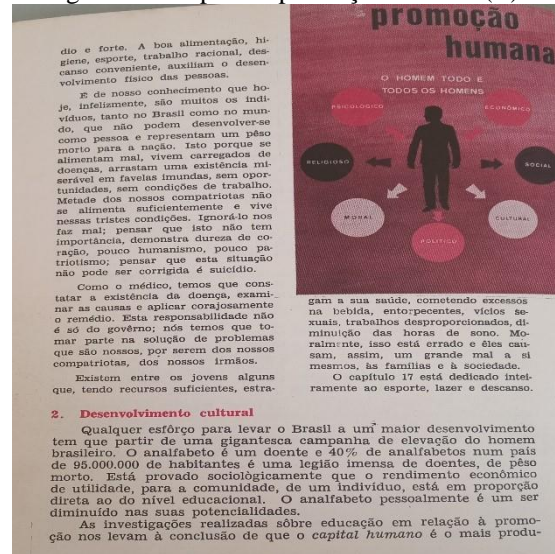 dio e forte. A boa alimentação, hi-
giene, esporte, trabalho racional, des-
canso conveniente, auxiliam o desen-
volvimento físico das pessoas.
É de nosso conhecimento que ho-
je, infelismente, são muitos os indi-
víduos, tanto no Brasil como no mun-
do, que não podem desenvolver-se
como pessoa e representam um pêso
morto para a nação. Isto porque se
alimentam mal, vivem carregados de
doenças, arrastam uma existência mi-
serável em favelas imundas, sem opor-
tunidades, sem condições de trabalho.
Metade dos nossos compatriotas não
se alimenta suficientemente e vive
nessas tristes condições. Ignorá-lo nos
faz mal; pensar que isto não tem
importância, demonstra dureza de co-
ração, pouco humanismo, pouco pa-
triotismo; pensar que esta situação
não pode ser corrigida é suicídio.
Como o médico, temos que cons-
tatar a existência da doença, exami-
nar as causas e aplicar corajosamente
o remédio. Esta responsabilidade não
é só do govêrno; nós temos que to-
mar parte na solução de problemas
que são nossos, por serem dos nossos
compatriotas, dos nossos irmãos.
Existem entre os jovens alguns
que, tendo recursos suficientes, estra-
promoção
humana
O HOMEM TODO E
TODOS OS HOMENS
PSICOLÓGICO
ECONÔMICO
RELIGIOSO
SOCIAL
MORAL
CULTURAL
POLÍTICO
gam a sua saúde, cometendo excessos
na bebida, entorpecentes, vícios se-
xuais, trabalhos desproporcionados, di-
minuição das horas de sono. Mo-
ralmente, isso está errado e êles cau-
sam, assim, um grande mal a si
mesmos, às famílias e à sociedade.
O capítulo 17 está dedicado intei-
ramente ao esporte, lazer e descanso.
2. Desenvolvimento cultural
Qualquer esfôrço para levar o Brasil a um maior desenvolvimento
tem que partir de uma gigantesca campanha de elevação do homem
brasileiro. O analfabeto é um doente e 40% de analfabetos num país
de 95.000.000 de habitantes é uma legião imensa de doentes, de pêso
morto. Está provado sociològicamente que o rendimento econômico
de utilidade, para a comunidade, de um indivíduo, está em proporção
direta ao do nível educacional. O analfabeto pessoalmente é um ser
diminuído nas suas potencialidades.
As investigações realizadas sôbre educação em relação à promo-
ção nos levam à conclusão de que o capital humano é o mais produ-